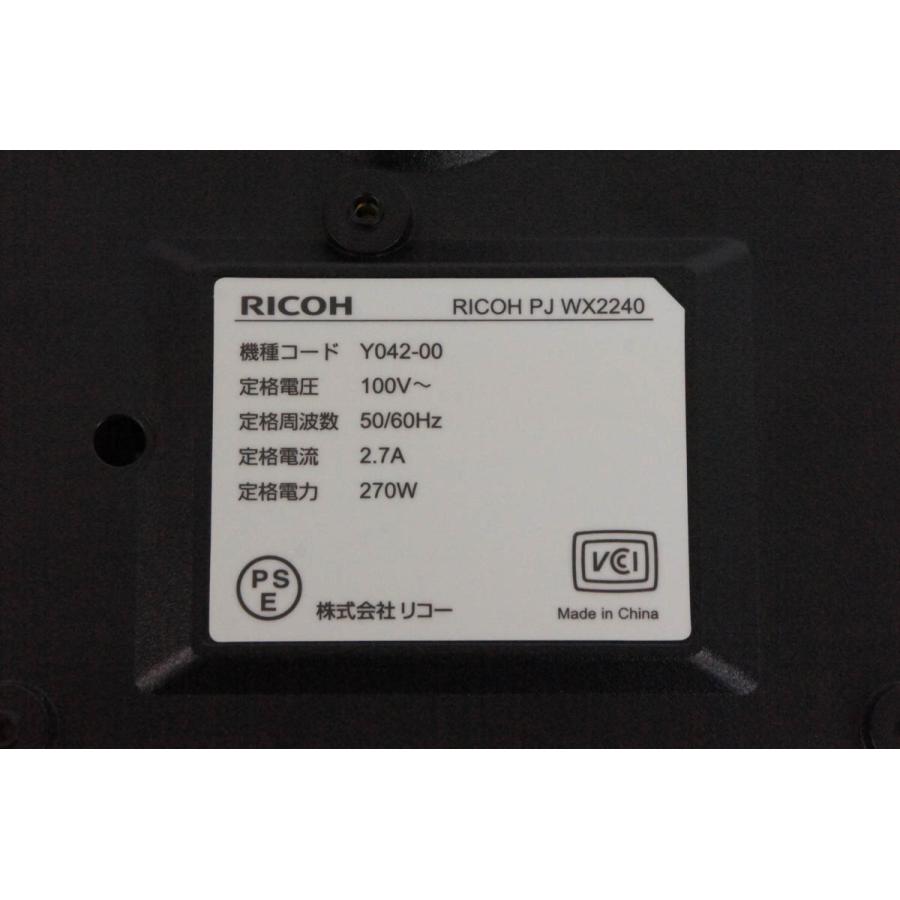 RICOH RICOH PJ WX2240
機種コード Y042-00
定格電圧 100V～
定格周波数 50/60Hz
定格電流 2.7A
定格電力 270W
PS
E
株式会社リコー
VCCI
Made in China